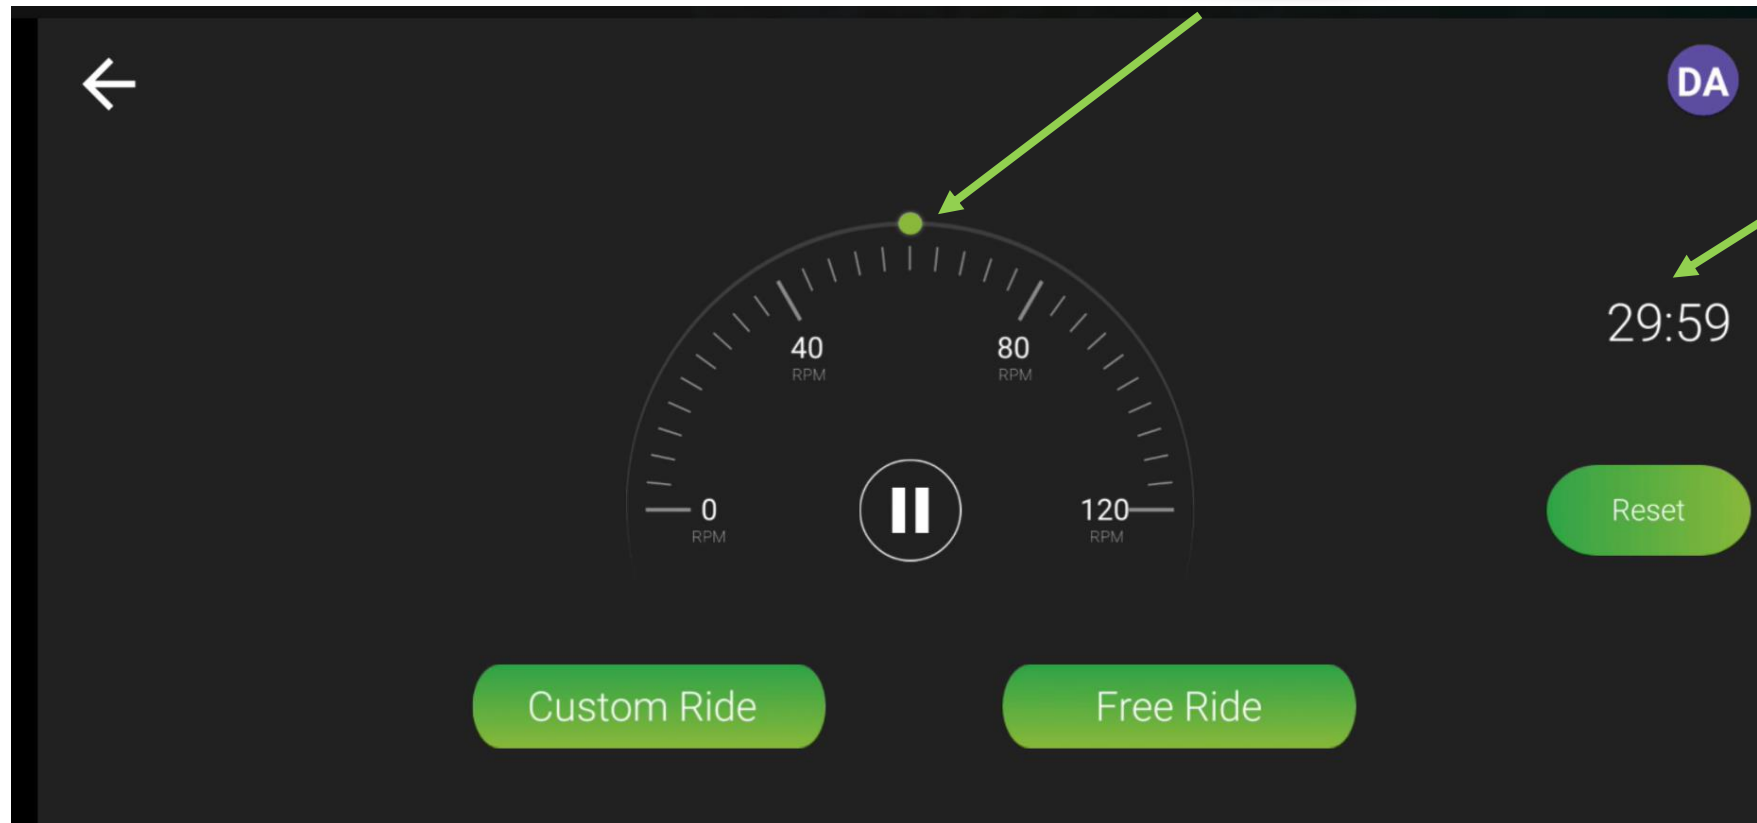 DA
29:59
40
RPM
80
RPM
0
RPM
120
RPM
Reset
Custom Ride
Free Ride